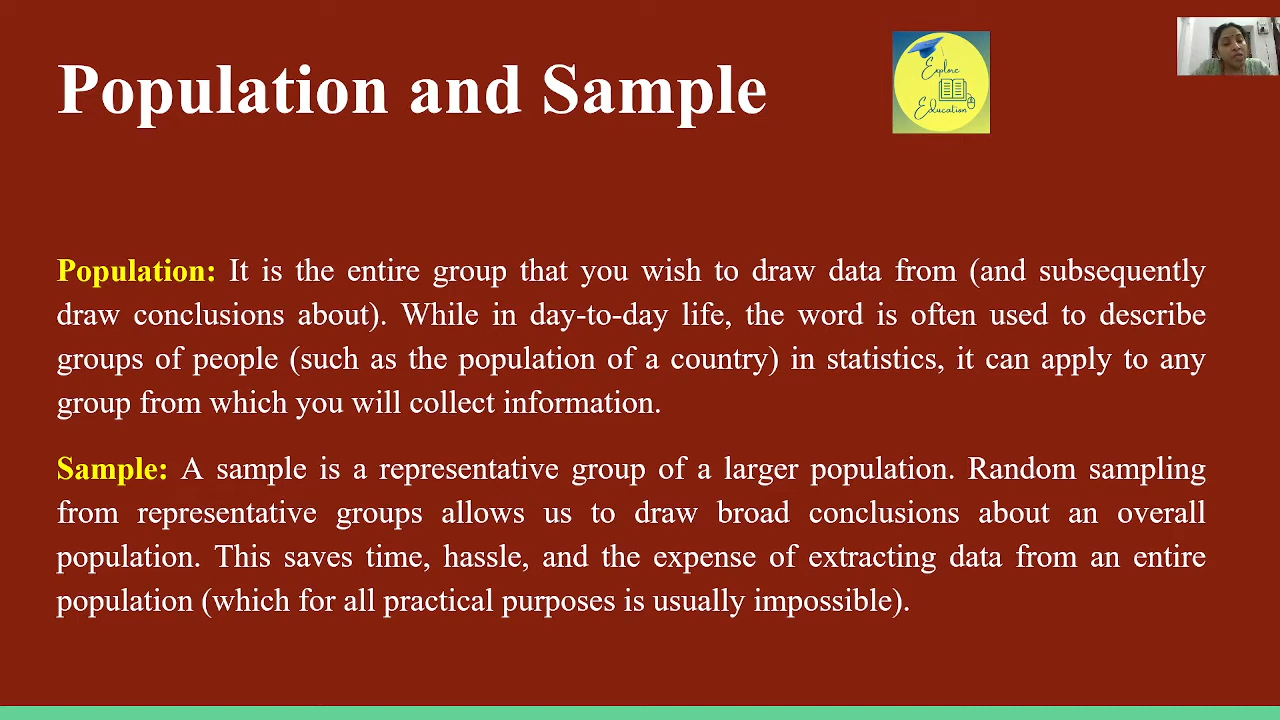 Population and Sample
Explore
Education
Population: It is the entire group that you wish to draw data from (and subsequently
draw conclusions about). While in day-to-day life, the word is often used to describe
groups of people (such as the population of a country) in statistics, it can apply to any
group from which you will collect information.
Sample: A sample is a representative group of a larger population. Random sampling
from representative groups allows us to draw broad conclusions about an overall
population. This saves time, hassle, and the expense of extracting data from an entire
population (which for all practical purposes is usually impossible).